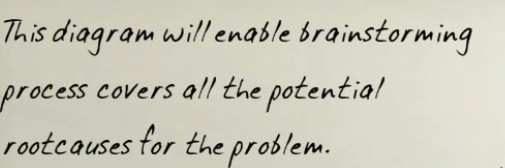 This diagram will enable brainstorming
process covers all the potential
rootcauses for the problem.